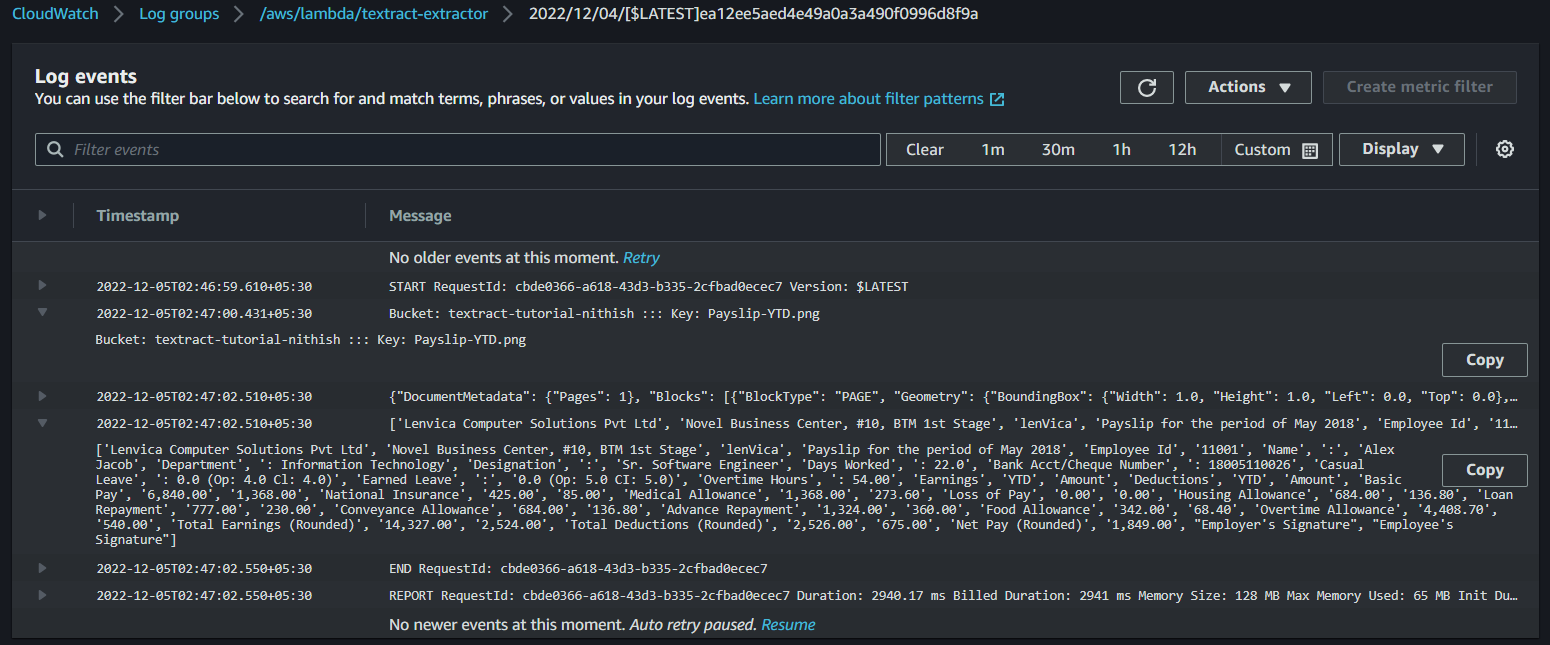 CloudWatch > Log groups > /aws/lambda/textract-extractor > 2022/12/04/[$LATEST]ea12ee5aed4e49a0a3a490f0996d8f9a
Log events
You can use the filter bar below to search for and match terms, phrases, or values in your log events. Learn more about filter patterns
Actions
Create metric filter
Filter events
Clear 1m 30m 1h 12h Custom Display
Timestamp Message
No older events at this moment. Retry
2022-12-05T02:46:59.610+05:30 START RequestId: cbde0366-a618-43d3-b335-2cfbad0ecec7 Version: $LATEST
2022-12-05T02:47:00.431+05:30 Bucket: textract-tutorial-nithish ::: Key: Payslip-YTD.png
Bucket: textract-tutorial-nithish ::: Key: Payslip-YTD.png
Copy
2022-12-05T02:47:02.510+05:30 {"DocumentMetadata": {"Pages": 1}, "Blocks": [{"BlockType": "PAGE", "Geometry": {"BoundingBox": {"Width": 1.0, "Height": 1.0, "Left": 0.0, "Top": 0.0},…
2022-12-05T02:47:02.510+05:30 ['Lenvica Computer Solutions Pvt Ltd', 'Novel Business Center, #10, BTM 1st Stage', 'lenVica', 'Payslip for the period of May 2018', 'Employee Id', '11…
['Lenvica Computer Solutions Pvt Ltd', 'Novel Business Center, #10, BTM 1st Stage', 'lenVica', 'Payslip for the period of May 2018', 'Employee Id', '11001', 'Name', ':', 'Alex
Jacob', 'Department', ': Information Technology', 'Designation', ':', 'Sr. Software Engineer', 'Days Worked', ': 22.0', 'Bank Acct/Cheque Number', ': 18005110026', 'Casual
Leave', ': 0.0 (Op: 4.0 Cl: 4.0)', 'Earned Leave', ':', '0.0 (Op: 5.0 CI: 5.0)', 'Overtime Hours', ': 54.00', 'Earnings', 'YTD', 'Amount', 'Deductions', 'YTD', 'Amount', 'Basic
Copy
Pay', '6,840.00', '1,368.00', 'National Insurance', '425.00', '85.00', 'Medical Allowance', '1,368.00', '273.60', 'Loss of Pay', '0.00', '0.00', 'Housing Allowance', '684.00', '136.80', 'Loan
Repayment', '777.00', '230.00', 'Conveyance Allowance', '684.00', '136.80', 'Advance Repayment', '1,324.00', '360.00', 'Food Allowance', '342.00', '68.40', 'Overtime Allowance', '4,408.70',
'540.00', 'Total Earnings (Rounded)', '14,327.00', '2,524.00', 'Total Deductions (Rounded)', '2,526.00', '675.00', 'Net Pay (Rounded)', '1,849.00', "Employer's Signature", "Employee's
Signature"]
2022-12-05T02:47:02.550+05:30 END RequestId: cbde0366-a618-43d3-b335-2cfbad0ecec7
2022-12-05T02:47:02.550+05:30 REPORT RequestId: cbde0366-a618-43d3-b335-2cfbad0ecec7 Duration: 2940.17 ms Billed Duration: 2941 ms Memory Size: 128 MB Max Memory Used: 65 MB Init Du…
No newer events at this moment. Auto retry paused. Resume